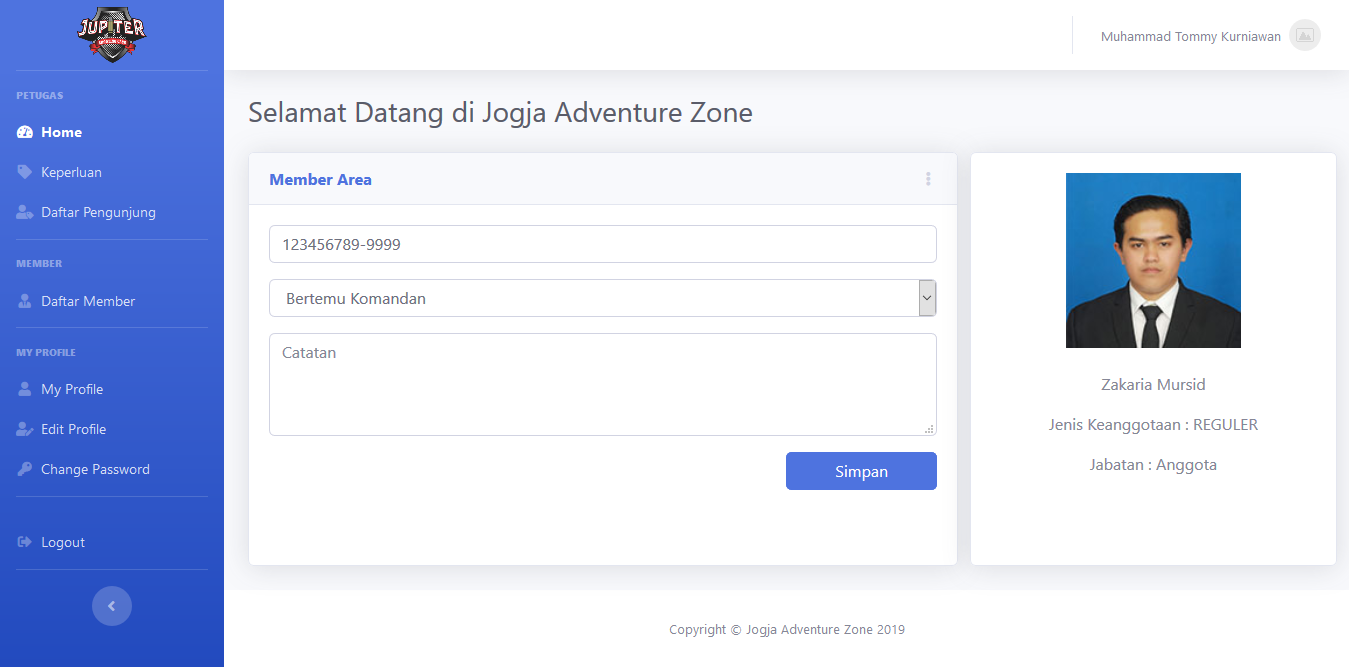 JUPITER
PETUGAS
Home
Keperluan
Daftar Pengunjung
MEMBER
Daftar Member
MY PROFILE
My Profile
Edit Profile
Change Password
Logout
Muhammad Tommy Kurniawan
Selamat Datang di Jogja Adventure Zone
Member Area
123456789-9999
Bertemu Komandan
Catatan
Simpan
Zakaria Mursid
Jenis Keanggotaan : REGULER
Jabatan : Anggota
Copyright © Jogja Adventure Zone 2019